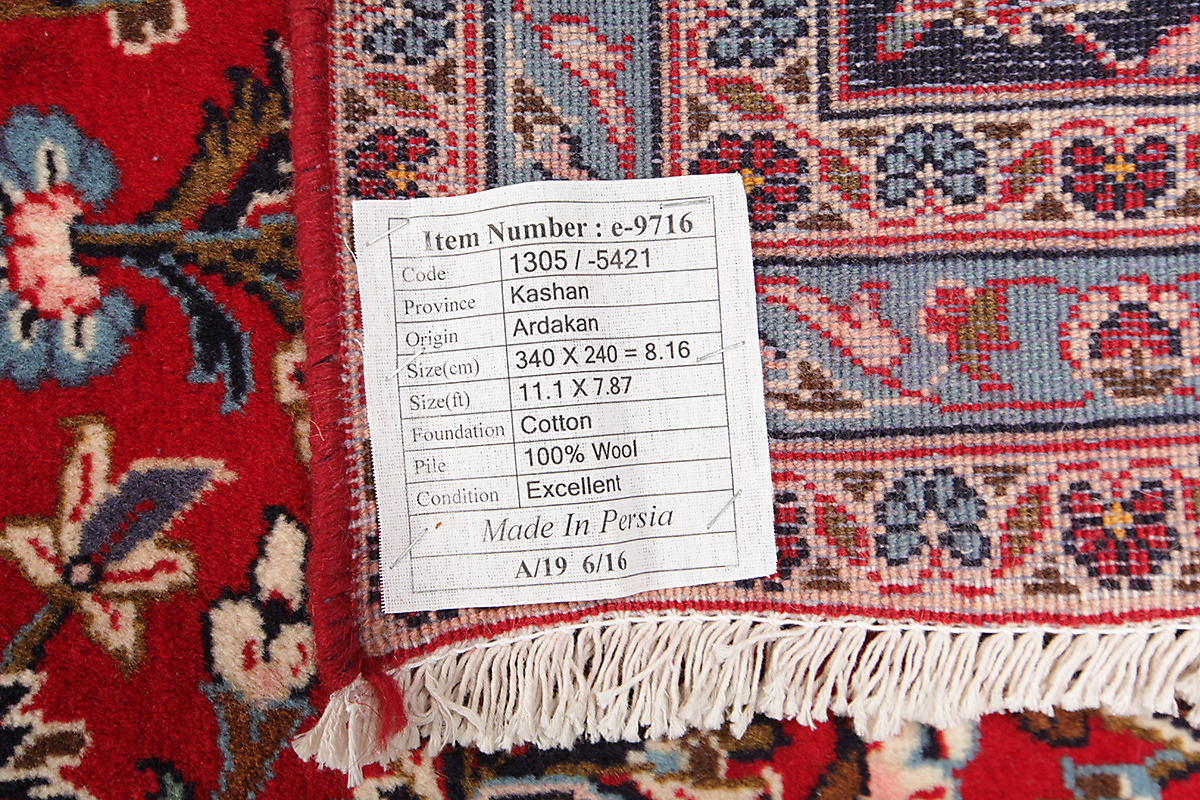 Item Number : e-9716
Code 1305 / -5421
Province Kashan
Origin Ardakan
Size(cm) 340 X 240 = 8.16
Size(ft) 11.1 X 7.87
Foundation Cotton
Pile 100% Wool
Condition Excellent
Made In Persia
A/19 6/16